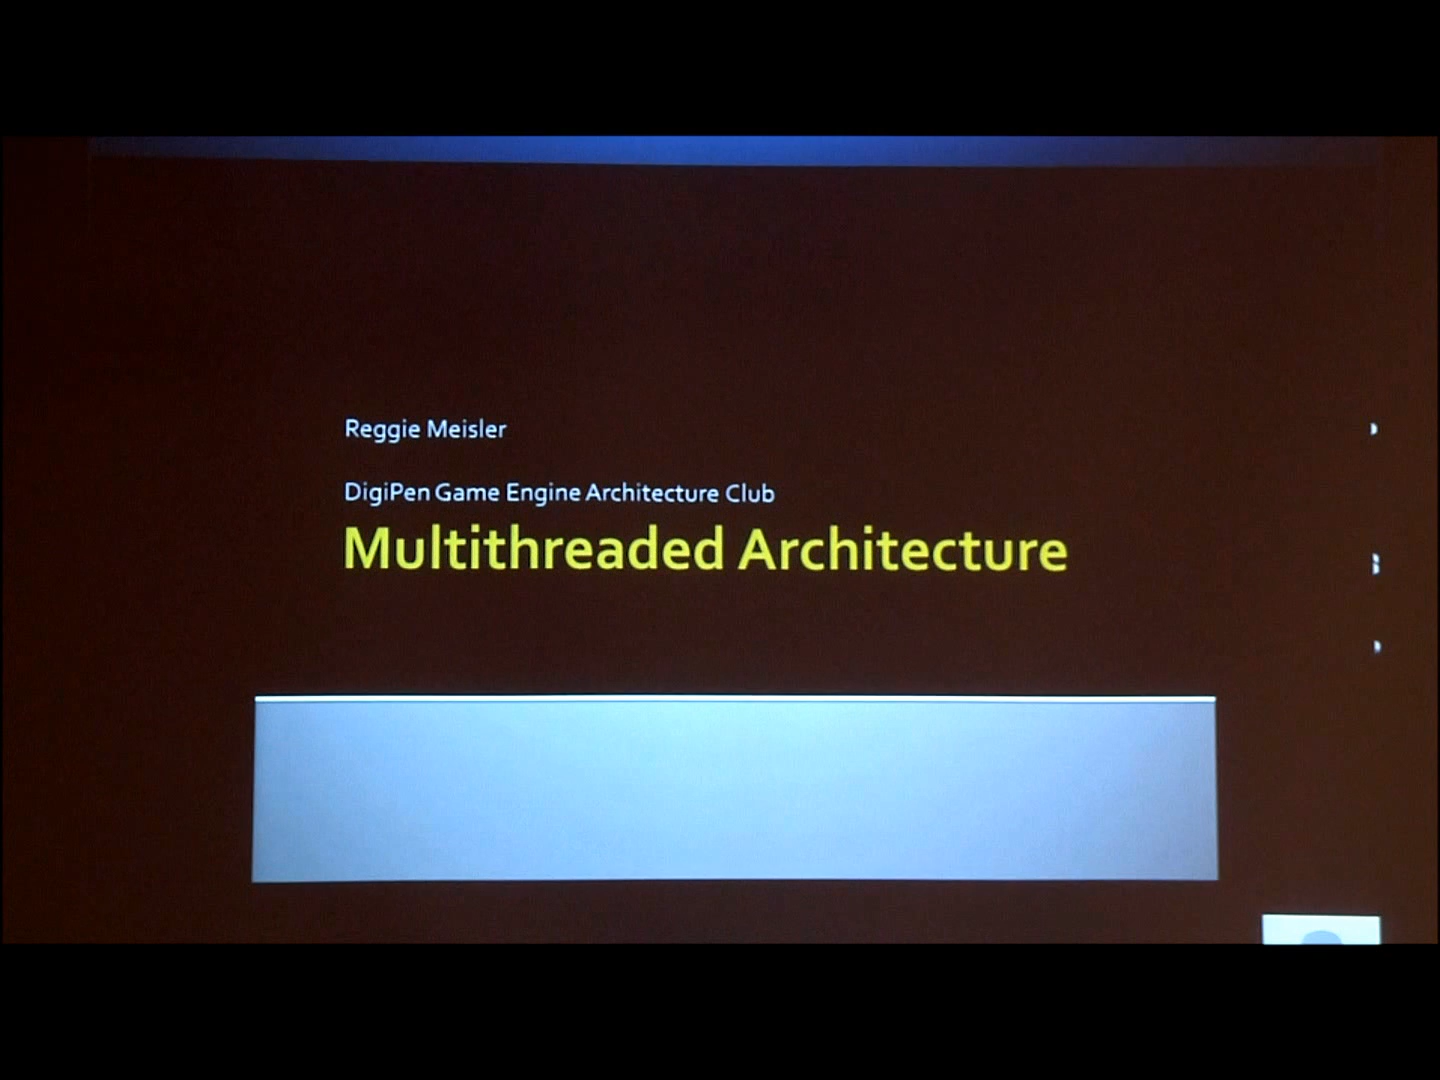 Reggie Meisler
DigiPen Game Engine Architecture Club
Multithreaded Architecture